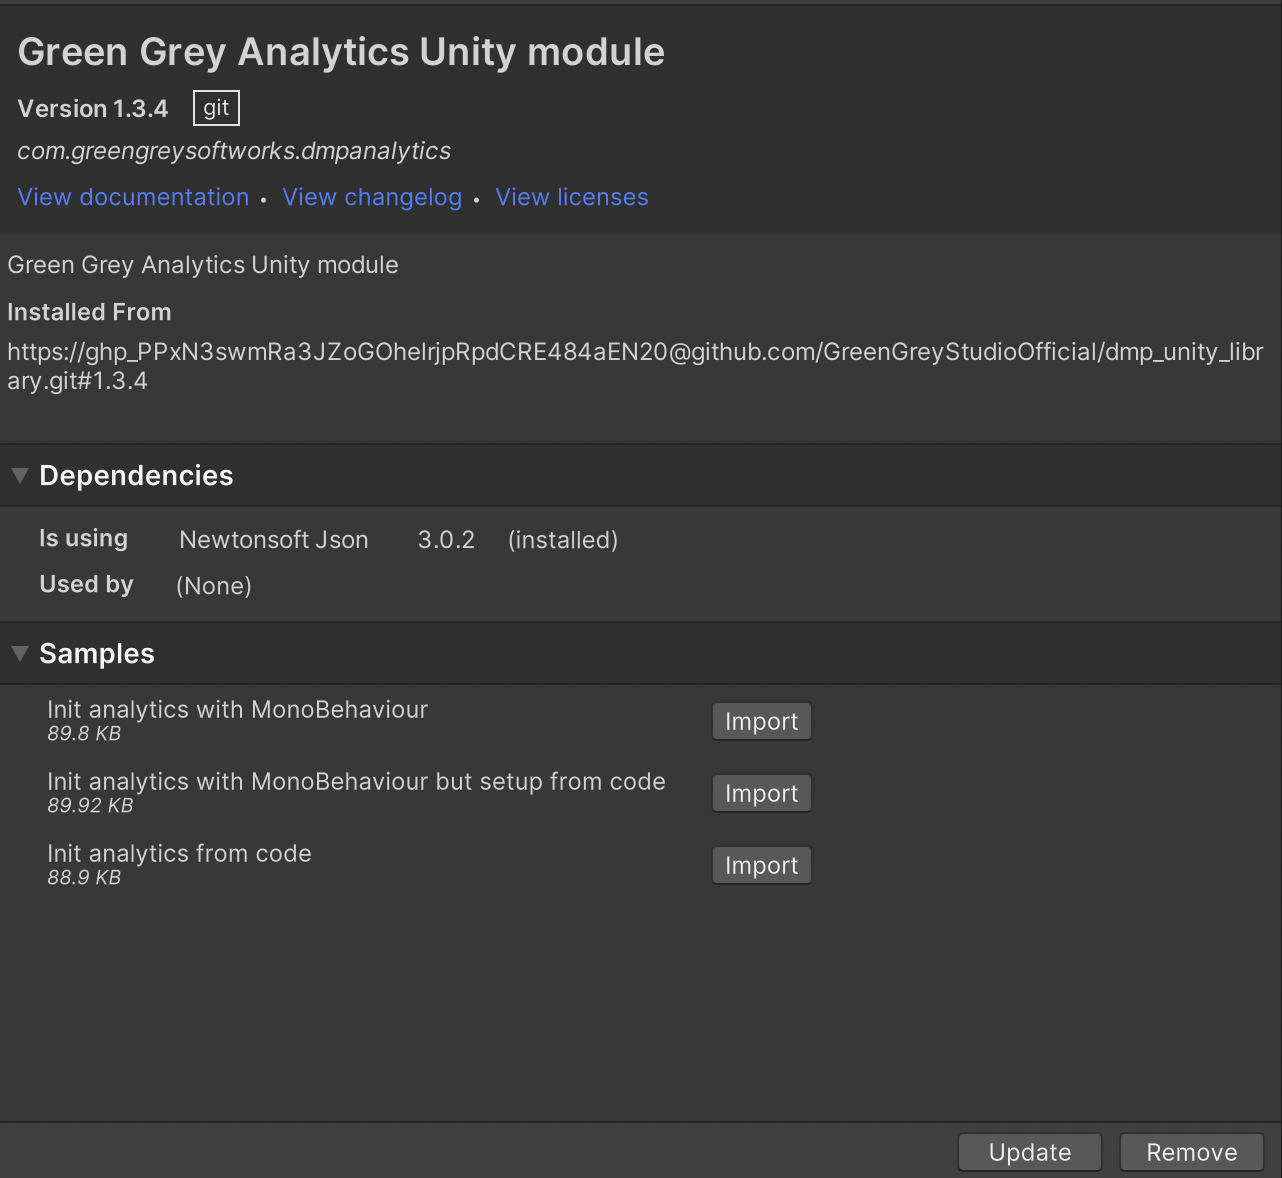 Green Grey Analytics Unity module
Version 1.3.4 git
com.greengreysoftworks.dmpanalytics
View documentation • View changelog • View licenses
Green Grey Analytics Unity module
Installed From
https://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@github.com/GreenGreyStudioOfficial/dmp_unity_libr
ary.git#1.3.4
Dependencies
Is using Newtonsoft Json 3.0.2 (installed)
Used by (None)
Samples
Init analytics with MonoBehaviour
89.8 KB
Import
Init analytics with MonoBehaviour but setup from code
89.92 KB
Import
Init analytics from code
88.9 KB
Import
Update Remove